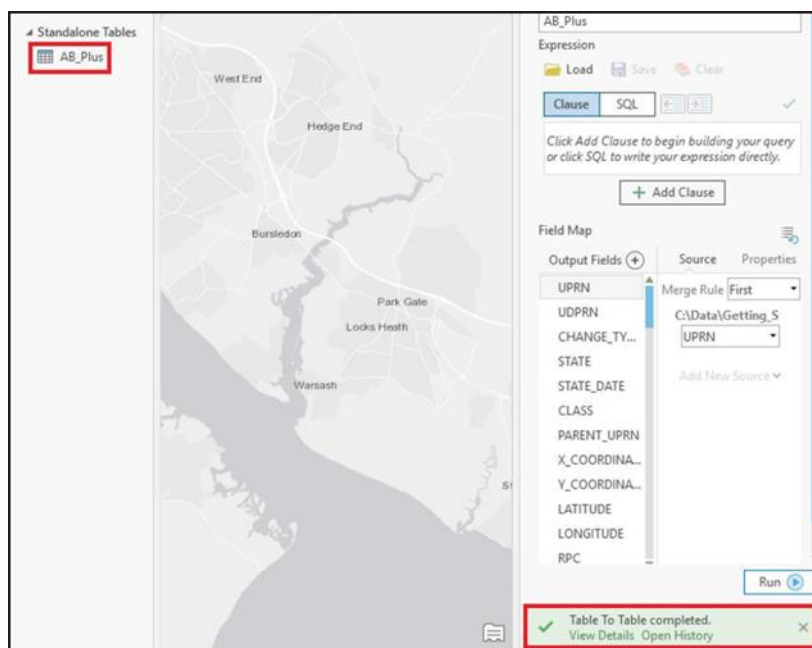 Standalone Tables
AB_Plus
West End
Hedge End
Bursledon
Park Gate
Locks Heath
Warsash
AB_Plus
Expression
Load Save Clear
Clause SQL
Click Add Clause to begin building your query
or click SQL to write your expression directly.
+ Add Clause
Field Map
Output Fields Source Properties
UPRN
UDPRN
CHANGE_TY...
STATE
STATE_DATE
CLASS
PARENT_UPRN
X_COORDINA...
Y_COORDINA...
LATITUDE
LONGITUDE
RPC
Merge Rule First
C:\Data\Getting_S
UPRN
Add New Source
Run
Table To Table completed.
View Details Open History